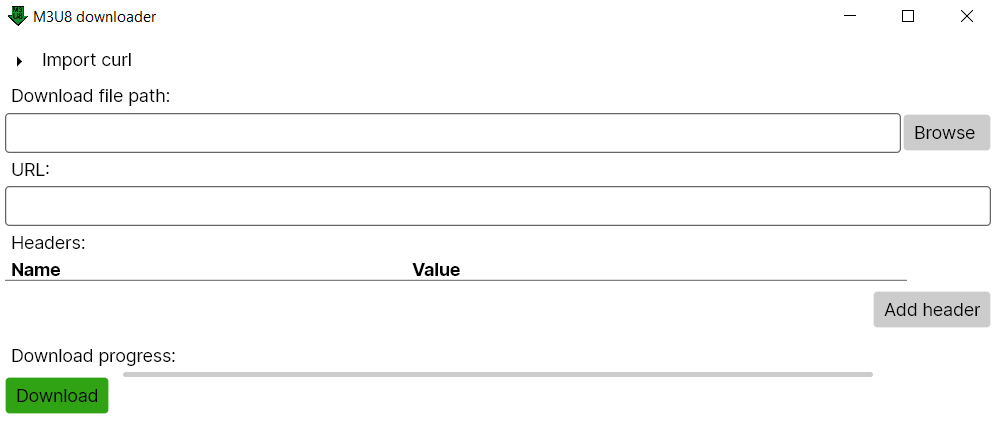 M3U8 downloader
Import curl
Download file path:
Browse
URL:
Headers:
Name Value
Add header
Download progress:
Download